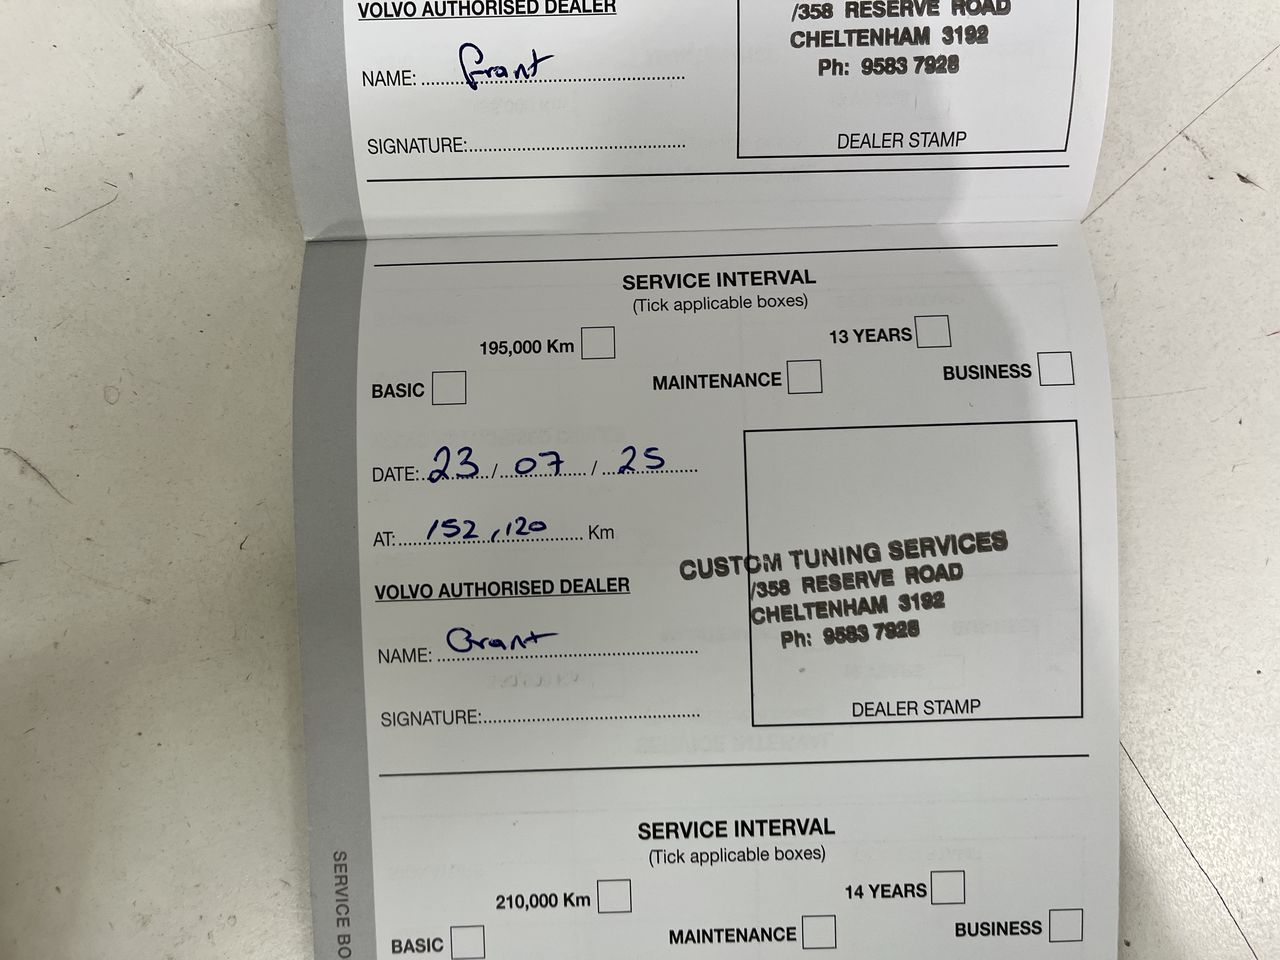 VOLVO AUTHORISED DEALER
/358 RESERVE ROAD
CHELTENHAM 3192
Ph: 9583 7928
NAME: Grant
SIGNATURE:
DEALER STAMP
SERVICE INTERVAL
(Tick applicable boxes)
195,000 Km
13 YEARS
BASIC
MAINTENANCE
BUSINESS
DATE: 23 / 07 / 25
AT: 152,120 Km
CUSTOM TUNING SERVICES
/358 RESERVE ROAD
CHELTENHAM 3192
Ph: 9583 7928
VOLVO AUTHORISED DEALER
NAME: Grant
SIGNATURE:
DEALER STAMP
SERVICE INTERVAL
(Tick applicable boxes)
210,000 Km
14 YEARS
BASIC
MAINTENANCE
BUSINESS
SERVICE BO